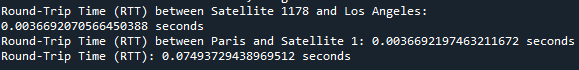 Round-Trip Time (RTT) between Satellite 1178 and Los Angeles:
0.0036692070566450388 seconds
Round-Trip Time (RTT) between Paris and Satellite 1: 0.0036692197463211672 seconds
Round-Trip Time (RTT): 0.07493729438969512 seconds